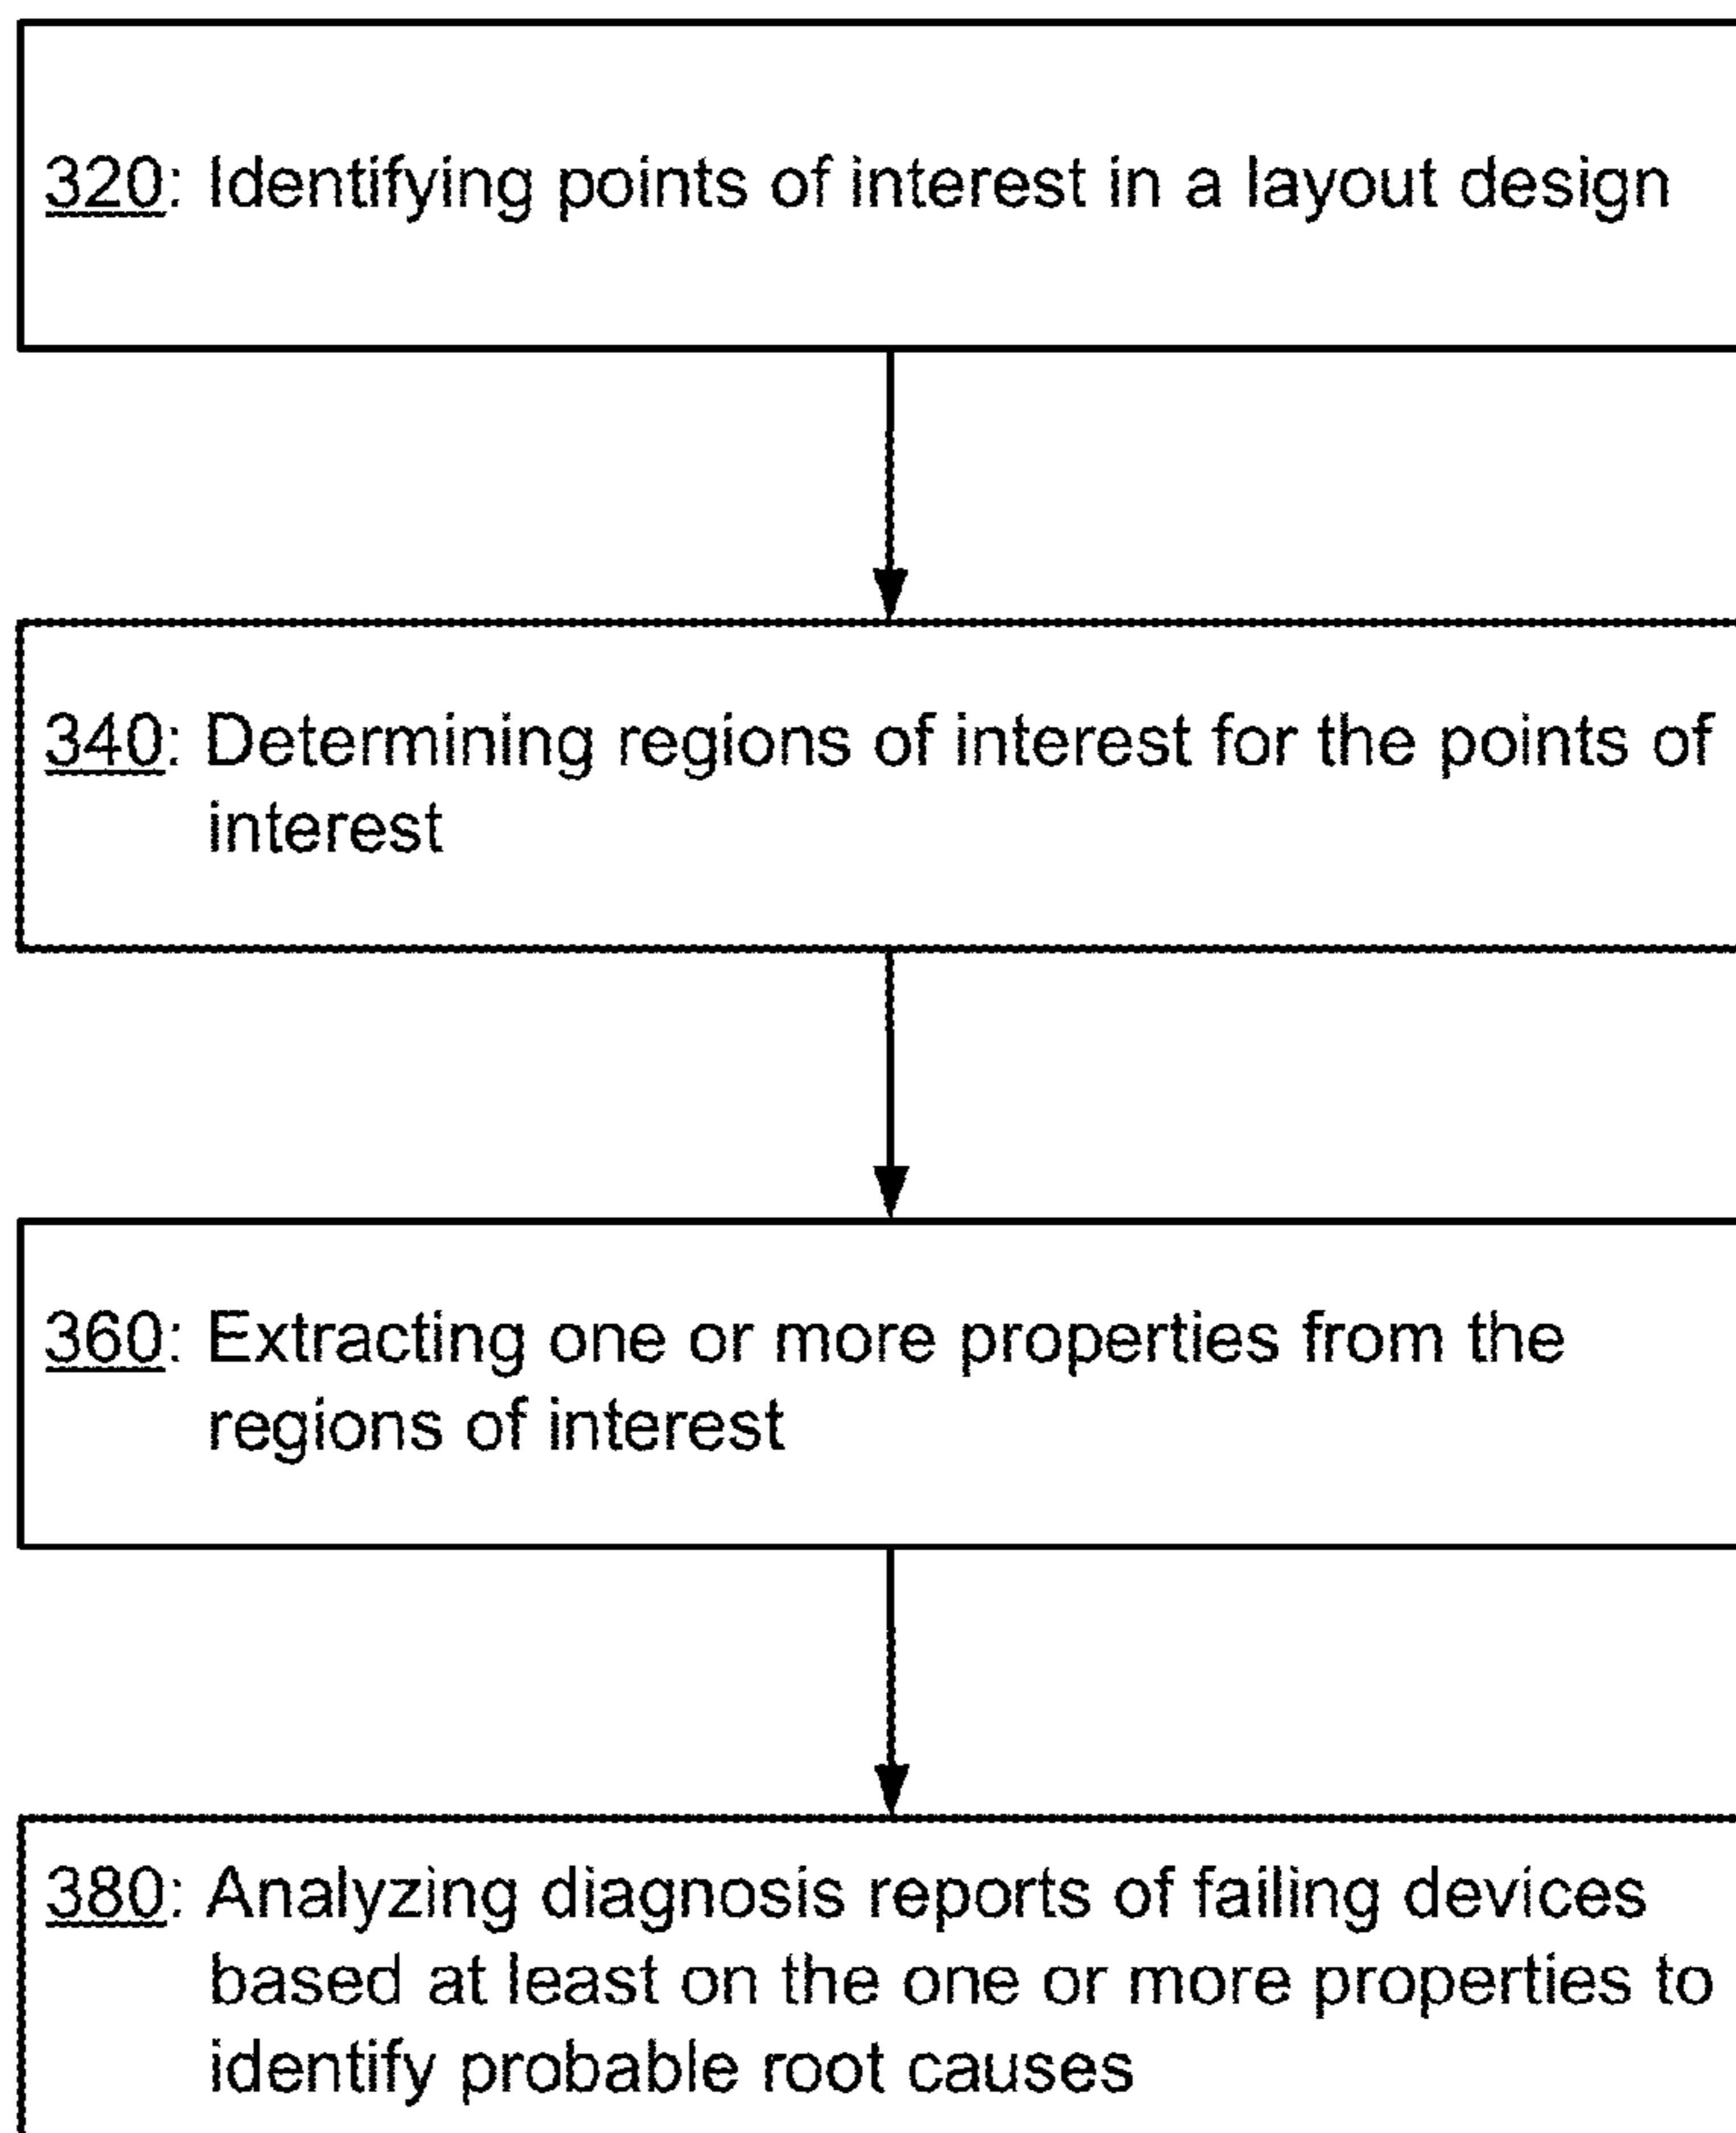 320: Identifying points of interest in a layout design
340: Determining regions of interest for the points of
interest
360: Extracting one or more properties from the
regions of interest
380: Analyzing diagnosis reports of failing devices
based at least on the one or more properties to
identify probable root causes